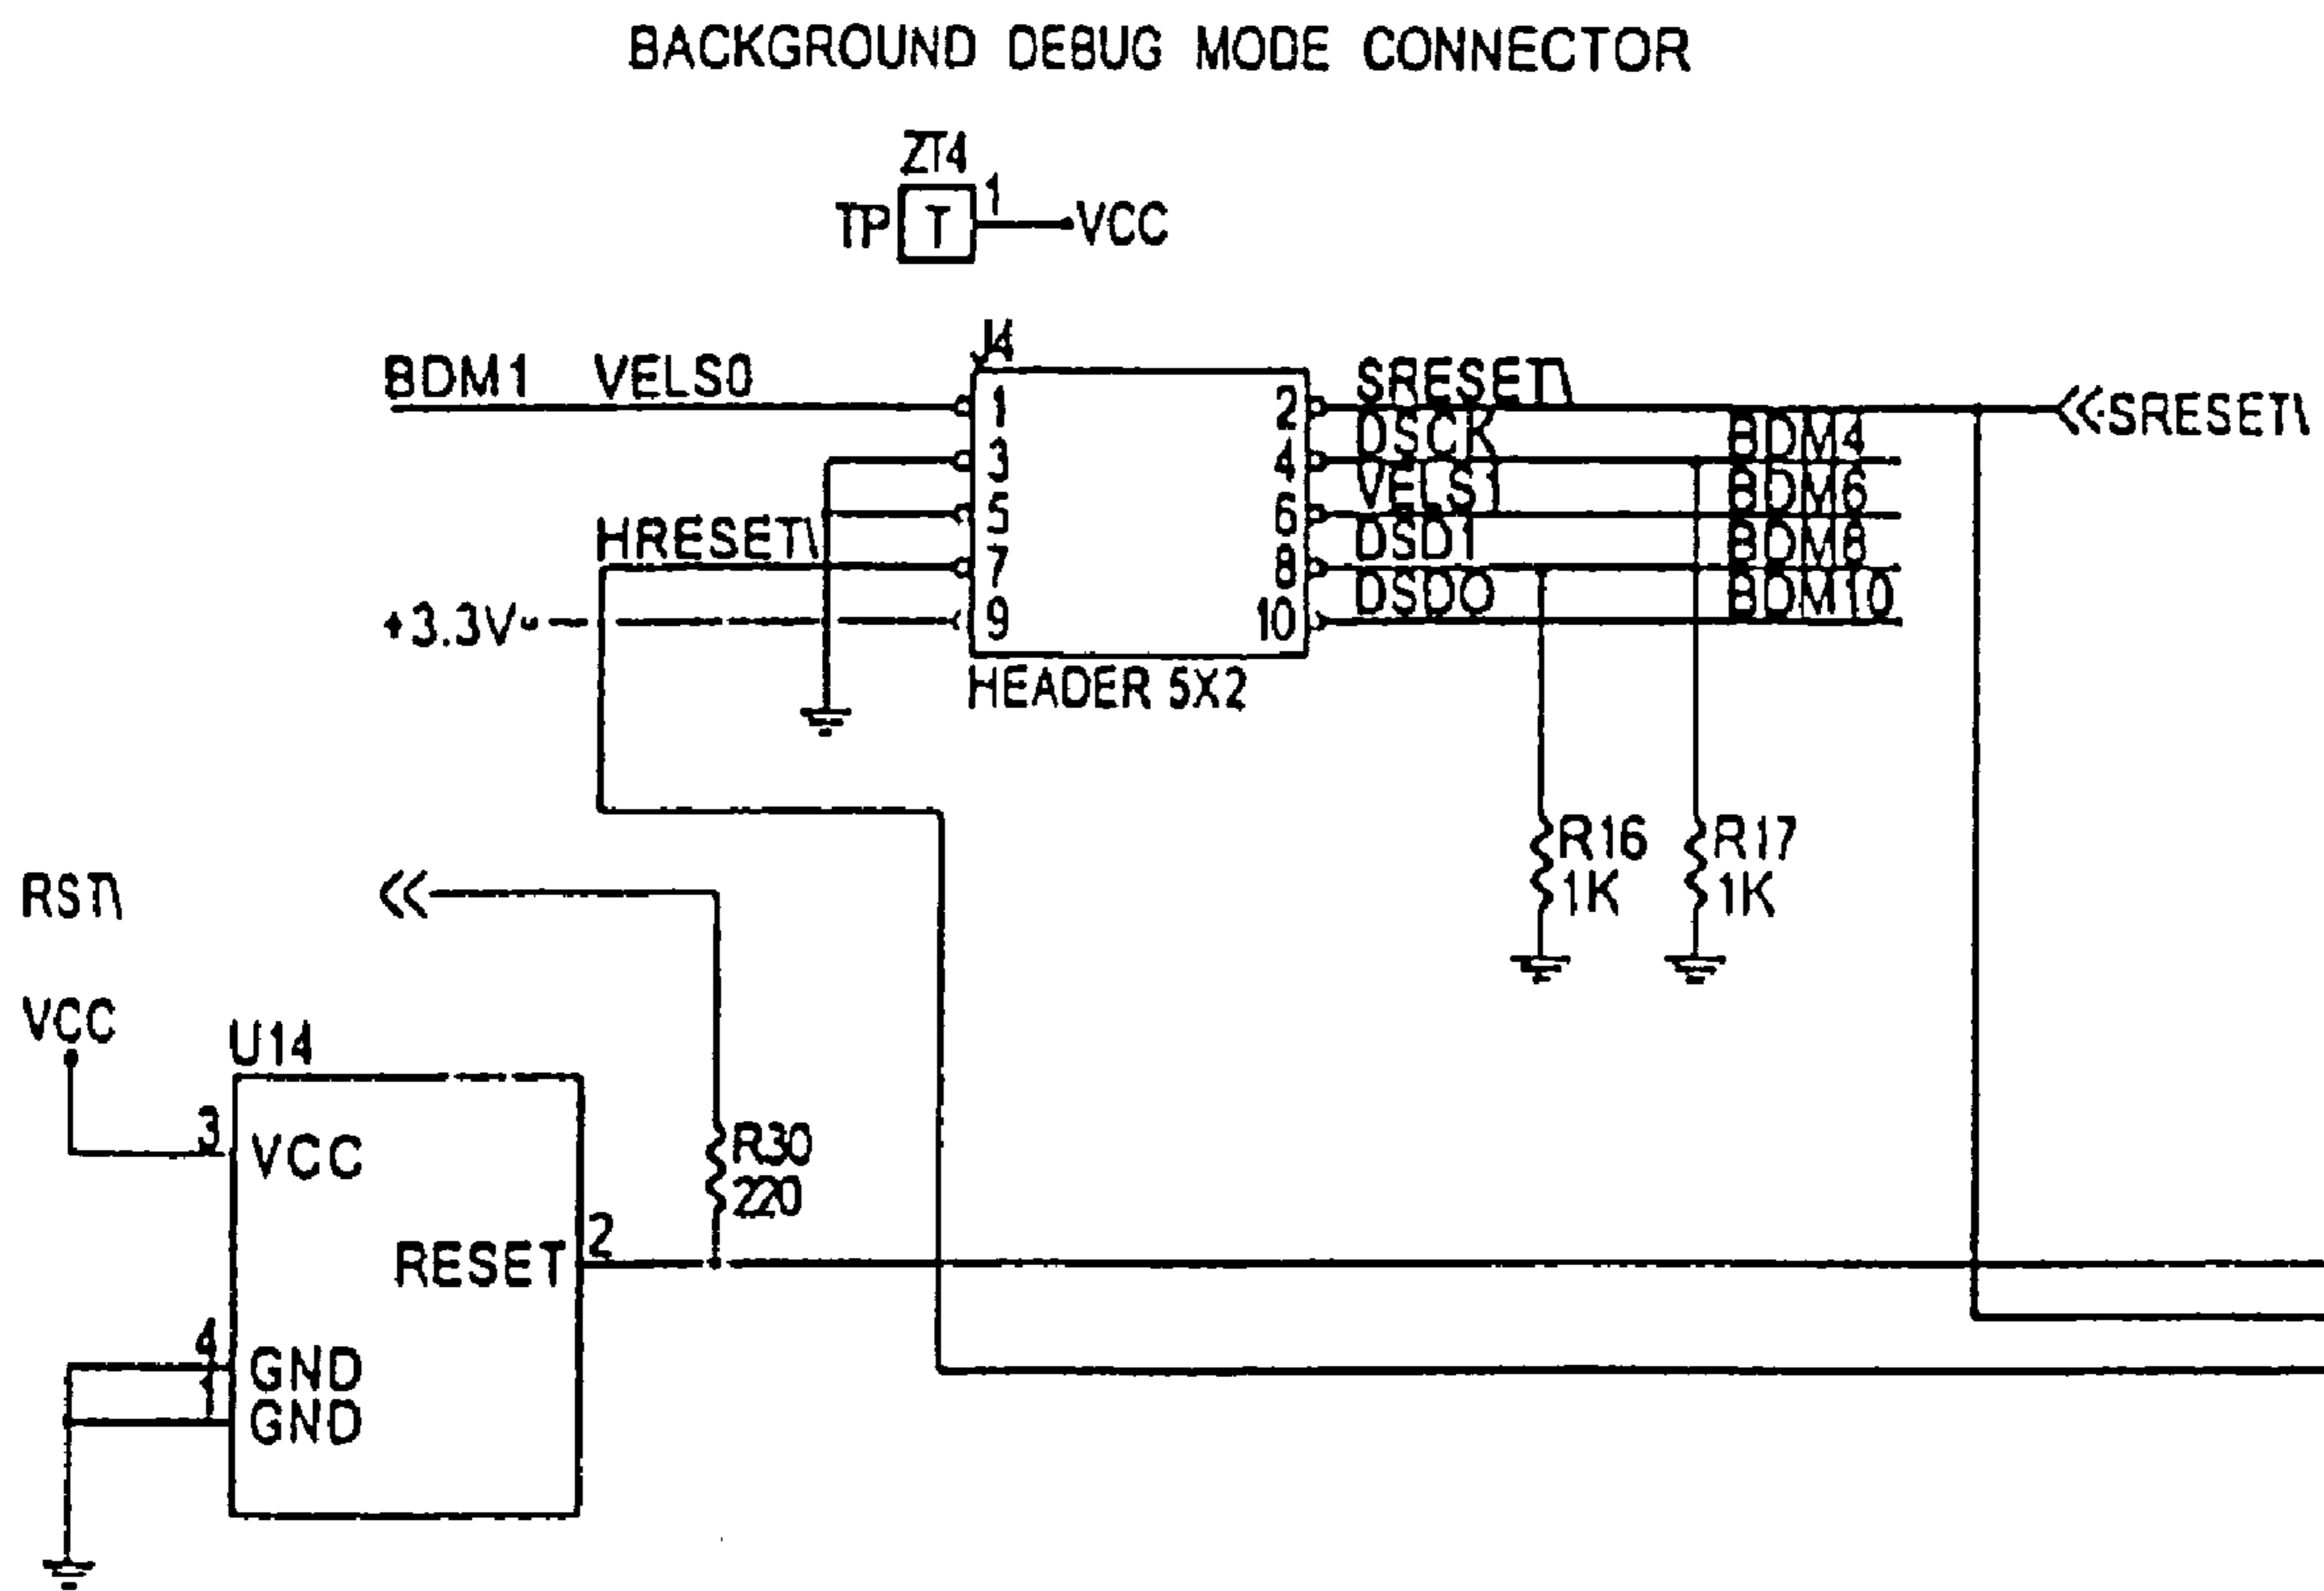 BACKGROUND DEBUG MODE CONNECTOR
ZT4
TP T 1 VCC
J4
BDM1 VELS0 1 2 SRESET\ <<SRESET\
3 4 DSCK BDM4
5 6 VELS1 BDM6
HRESET\ 7 8 DSD1 BDM8
+3.3V 9 10 DSDO BDM10
HEADER 5X2
R16 R17
1K 1K
RST\ <<
VCC
U14
3 VCC
R30
220
RESET 2
4 GND
1 GND